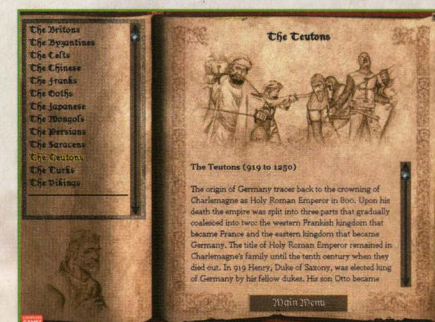 The Britons
The Byzantines
The Celts
The Chinese
The Franks
The Goths
The Japanese
The Mongols
The Persians
The Saracens
The Teutons
The Turks
The Vikings
The Teutons
The Teutons (919 to 1250)
The origin of Germany traces back to the crowning of
Charlemagne as Holy Roman Emperor in 800. Upon his
death the empire was split into three parts that gradually
coalesced into two: the western Frankish kingdom that
became France and the eastern kingdom that became
Germany. The title of Holy Roman Emperor remained in
Charlemagne's family until the tenth century when they
died out. In 919 Henry, Duke of Saxony, was elected king
of Germany by his fellow dukes. His son Otto became
Main Menu